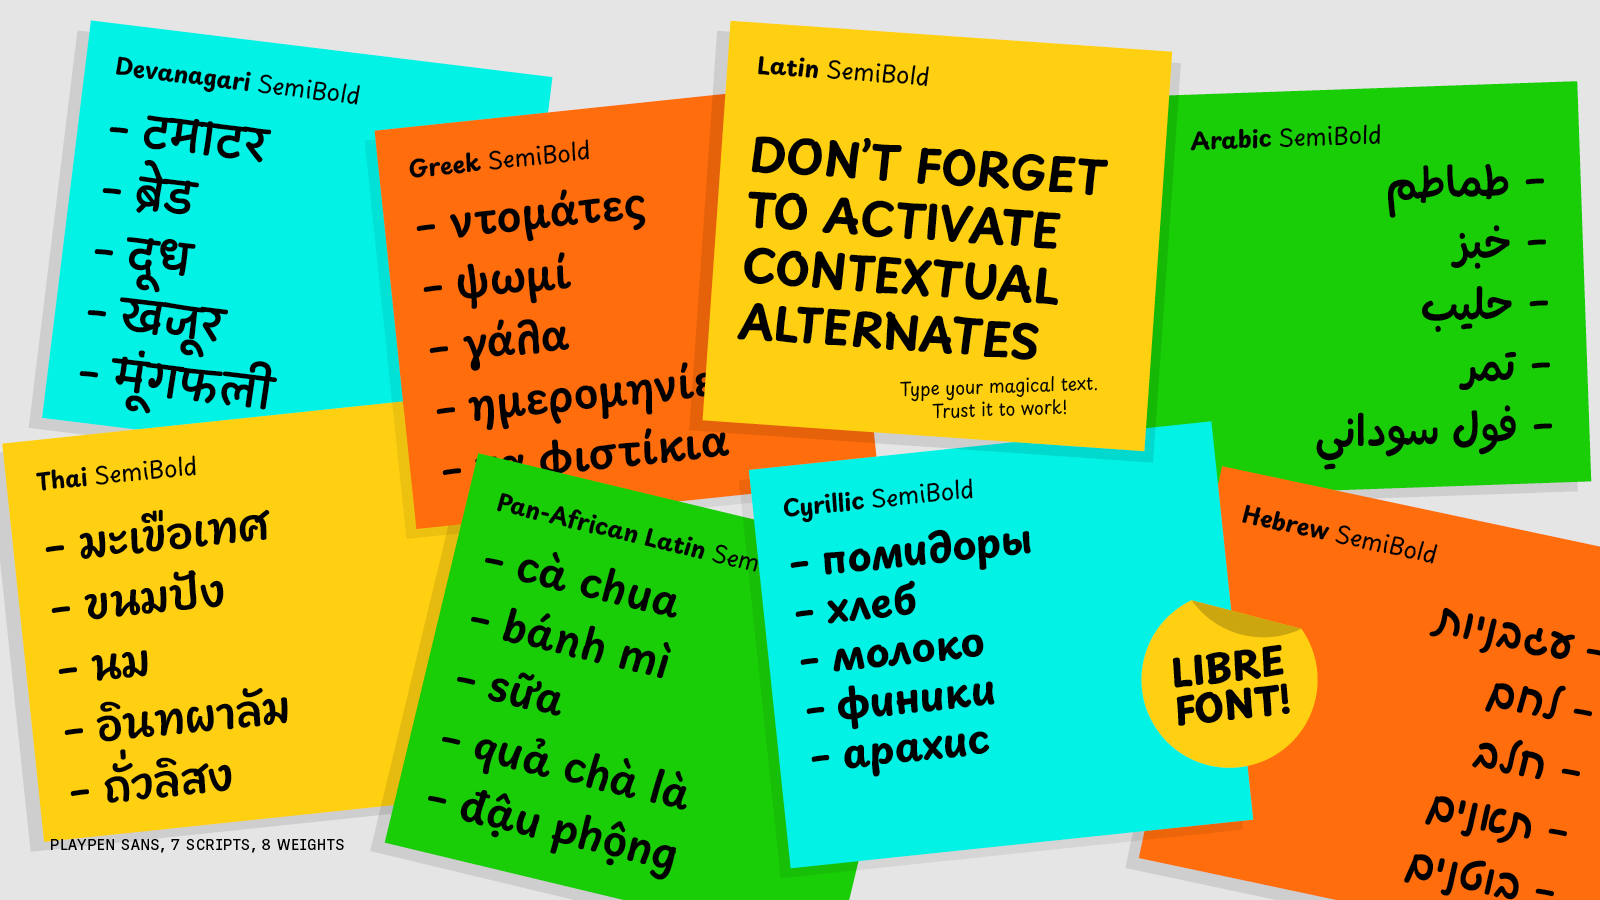 Devanagari SemiBold
- टमाटर
- ब्रेड
- दूध
- खजूर
- मूंगफली
Greek SemiBold
- ντομάτες
- ψωμί
- γάλα
- ημερομηνίε
- φιστίκια
Latin SemiBold
DON’T FORGET
TO ACTIVATE
CONTEXTUAL
ALTERNATES
Type your magical text.
Trust it to work!
Arabic SemiBold
- طماطم
- خبز
- حليب
- تمر
- فول سوداني
Thai SemiBold
- มะเขือเทศ
- ขนมปัง
- นม
- อินทผาลัม
- ถั่วลิสง
Pan-African Latin Sem
- cà chua
- bánh mì
- sữa
- quả chà là
- đậu phộng
Cyrillic SemiBold
- помидоры
- хлеб
- молоко
- финики
- арахис
Hebrew SemiBold
- עגבניות
- לחם
- חלב
- תאנים
- בוטנים
LIBRE
FONT!
PLAYPEN SANS, 7 SCRIPTS, 8 WEIGHTS